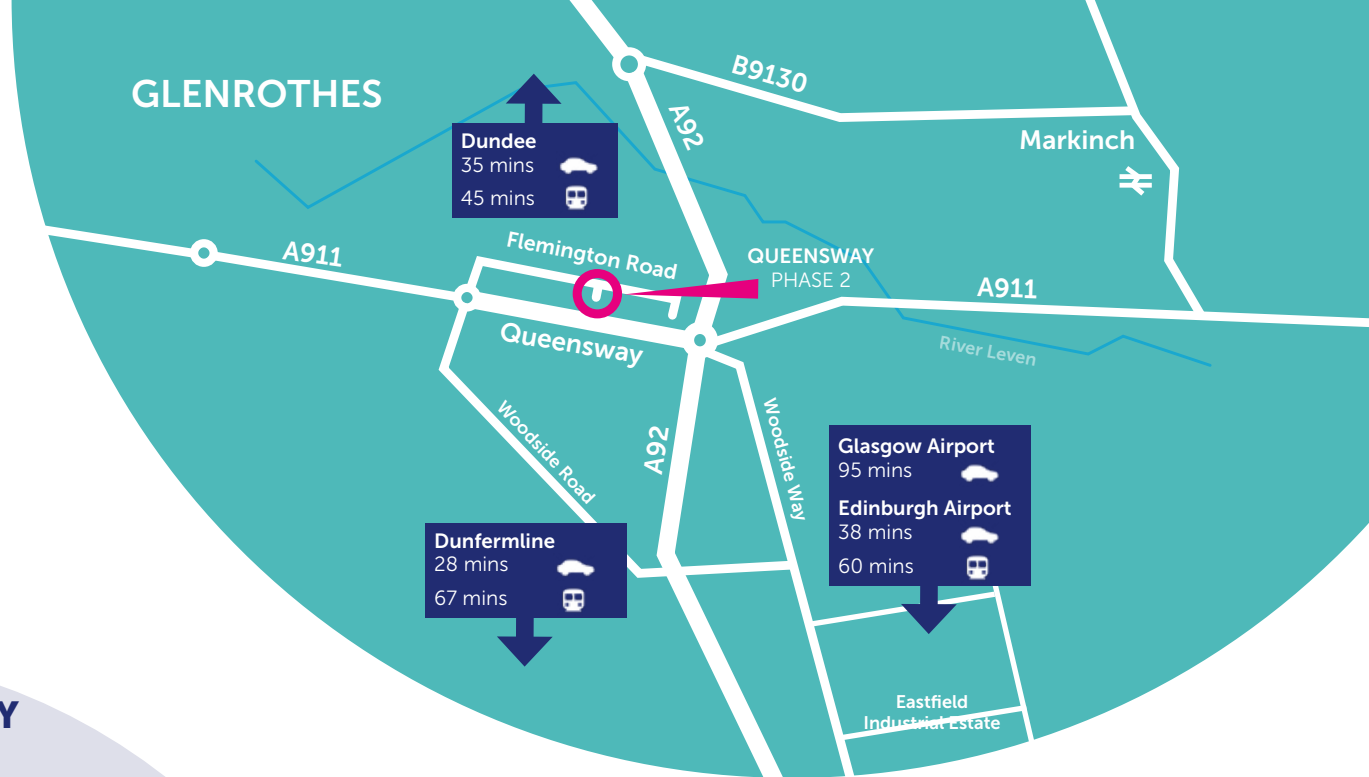 GLENROTHES
B9130
A92
Markinch
Dundee
35 mins
45 mins
A911
Flemington Road
QUEENSWAY
PHASE 2
A911
Queensway
River Leven
Woodside Road
A92
Woodside Way
Glasgow Airport
95 mins
Edinburgh Airport
38 mins
60 mins
Dunfermline
28 mins
67 mins
Eastfield
Industrial Estate
Y